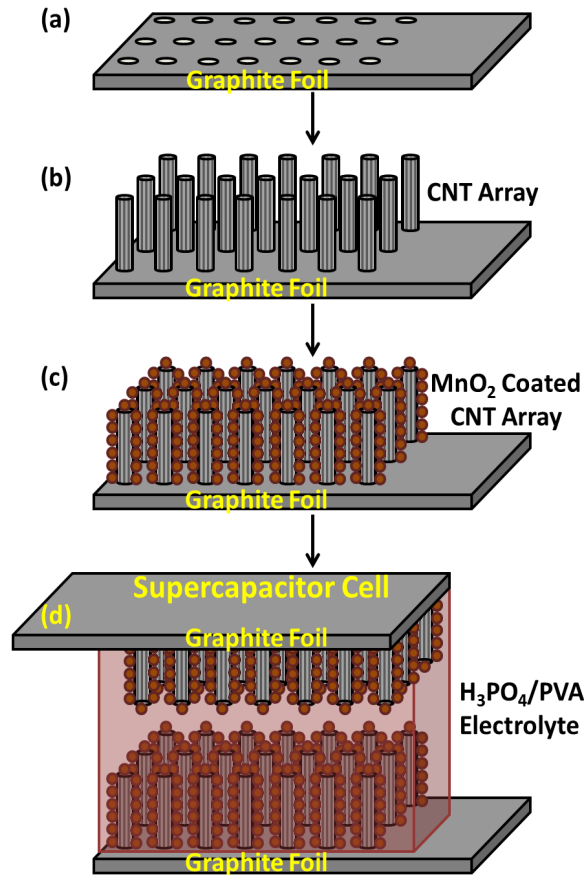 (a)
Graphite Foil
(b)
CNT Array
Graphite Foil
(c)
MnO₂ Coated
CNT Array
Graphite Foil
Supercapacitor Cell
(d)
Graphite Foil
H₃PO₄/PVA
Electrolyte
Graphite Foil